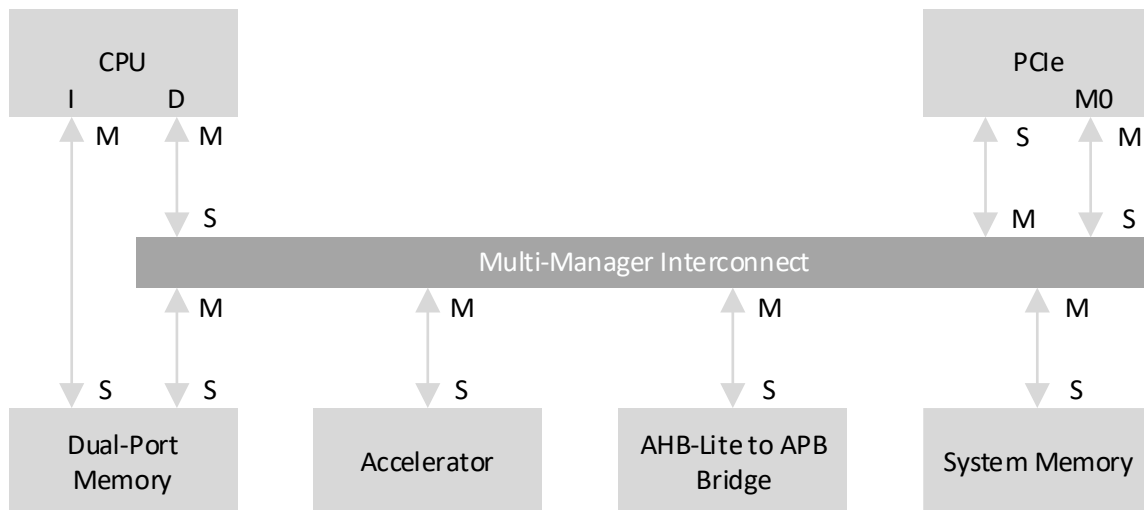 CPU
PCIe
I D
M0
M M S M
S M S
Multi-Manager Interconnect
M M M M
S S S S S
Dual-Port
Memory
Accelerator
AHB-Lite to APB
Bridge
System Memory